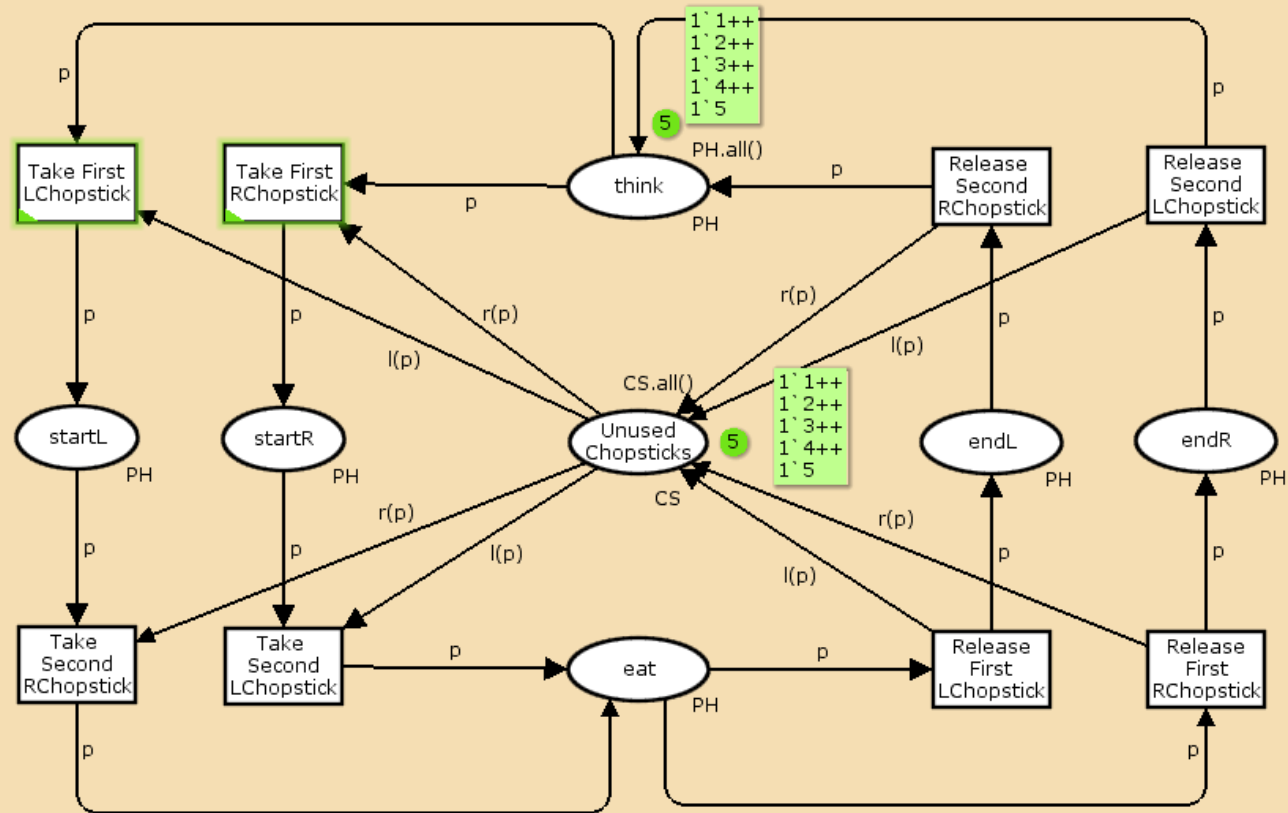 1`1++
1`2++
1`3++
1`4++
1`5
p
p
5
PH.all()
Take First
LChopstick
Take First
RChopstick
p
think
PH
p
Release
Second
RChopstick
Release
Second
LChopstick
p
p
r(p)
l(p)
r(p)
l(p)
p
p
CS.all()
1`1++
1`2++
1`3++
1`4++
1`5
startL
PH
startR
PH
Unused
Chopsticks
5
CS
endL
PH
endR
PH
r(p)
l(p)
r(p)
l(p)
p
p
p
p
Take
Second
RChopstick
Take
Second
LChopstick
p
eat
PH
p
Release
First
LChopstick
Release
First
RChopstick
p
p